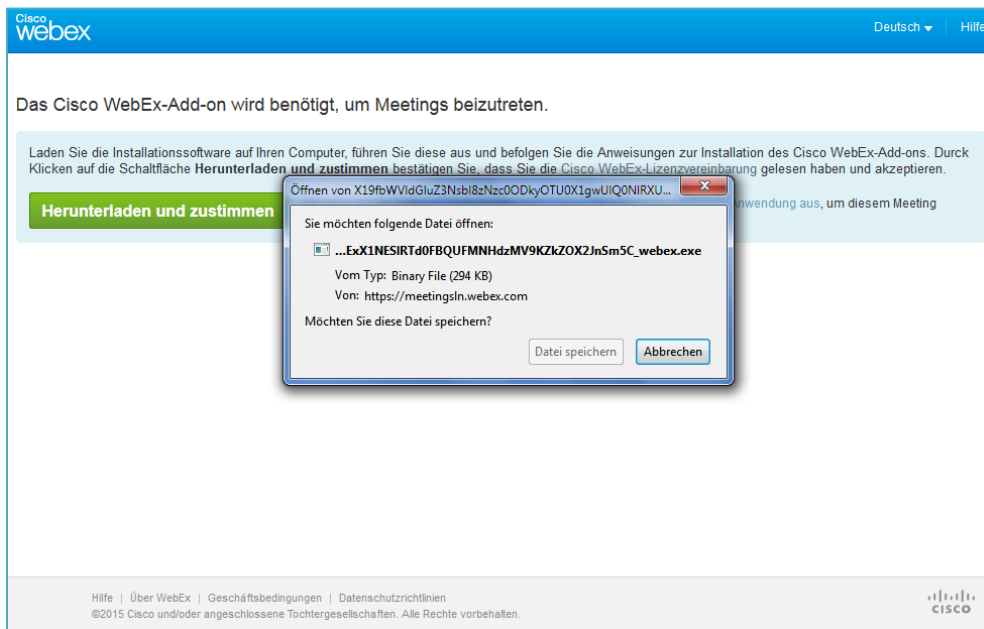 Cisco
webex
Deutsch
Hilfe
Das Cisco WebEx-Add-on wird benötigt, um Meetings beizutreten.
Laden Sie die Installationssoftware auf Ihren Computer, führen Sie diese aus und befolgen Sie die Anweisungen zur Installation des Cisco WebEx-Add-ons. Durck
Klicken auf die Schaltfläche Herunterladen und zustimmen bestätigen Sie, dass Sie die Cisco WebEx-Lizenzvereinbarung gelesen haben und akzeptieren.
Herunterladen und zustimmen
Anwendung aus, um diesem Meeting
Öffnen von X19fbWVldGluZ3Nsbl8zNzc0ODkyOTU0X1gwUlQ0NlRXU...
Sie möchten folgende Datei öffnen:
...ExX1NESlRTd0FBQUFMNHdzMV9KZkZOX2JnSm5C_webex.exe
Vom Typ: Binary File (294 KB)
Von: https://meetingsln.webex.com
Möchten Sie diese Datei speichern?
Datei speichern
Abbrechen
Hilfe | Über WebEx | Geschäftsbedingungen | Datenschutzrichtlinien
©2015 Cisco und/oder angeschlossene Tochtergesellschaften. Alle Rechte vorbehalten.
CISCO